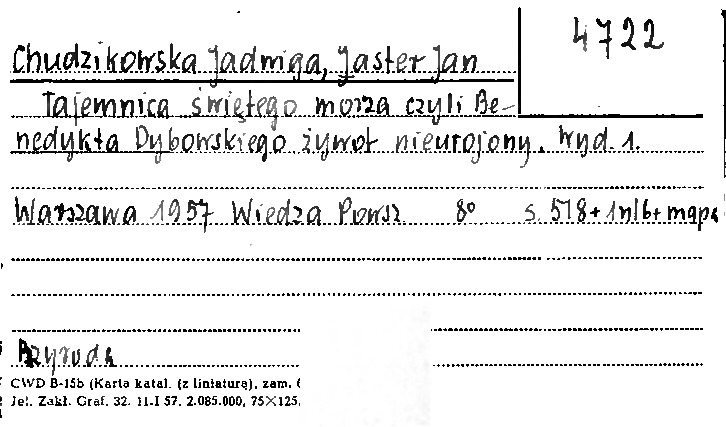 4722
Chudzikowska Jadwiga, Jaster Jan
Tajemnica świętego morza czyli Be-
nedykta Dybowskiego żywot nieurojony. Wyd. 1.
Warszawa 1957 Wiedza Powsz 8° s. 518+1nlb+mapa
Przyroda
CWD B-15b (Karta katal. (z liniaturą), zam. 6
Jel. Zakł. Graf. 32. 11-I 57. 2.085.000, 75×125.